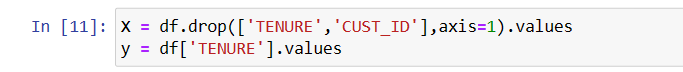 In [11]: X = df.drop(['TENURE','CUST_ID'],axis=1).values
y = df['TENURE'].values